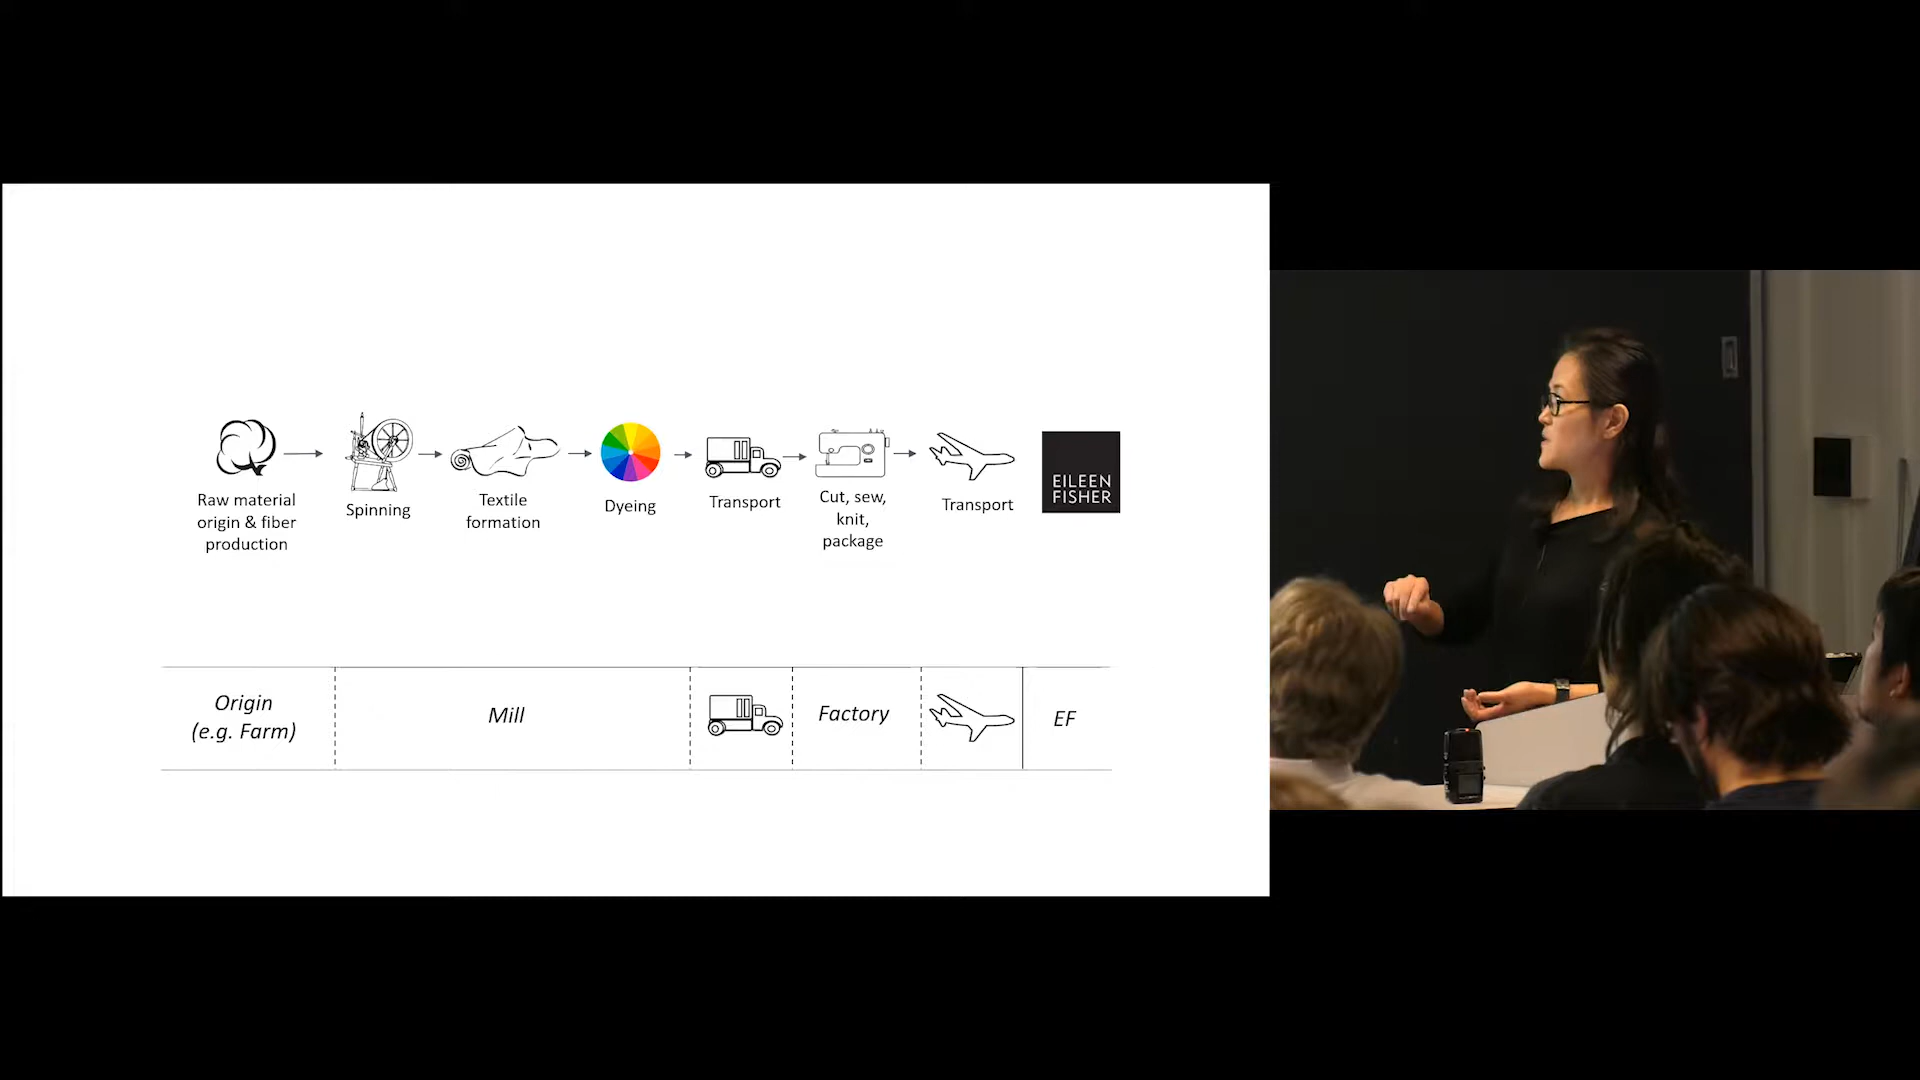 Raw material
origin & fiber
production
Spinning
Textile
formation
Dyeing
Transport
Cut, sew,
knit,
package
Transport
EILEEN
FISHER
Origin
(e.g. Farm)
Mill
Factory
EF